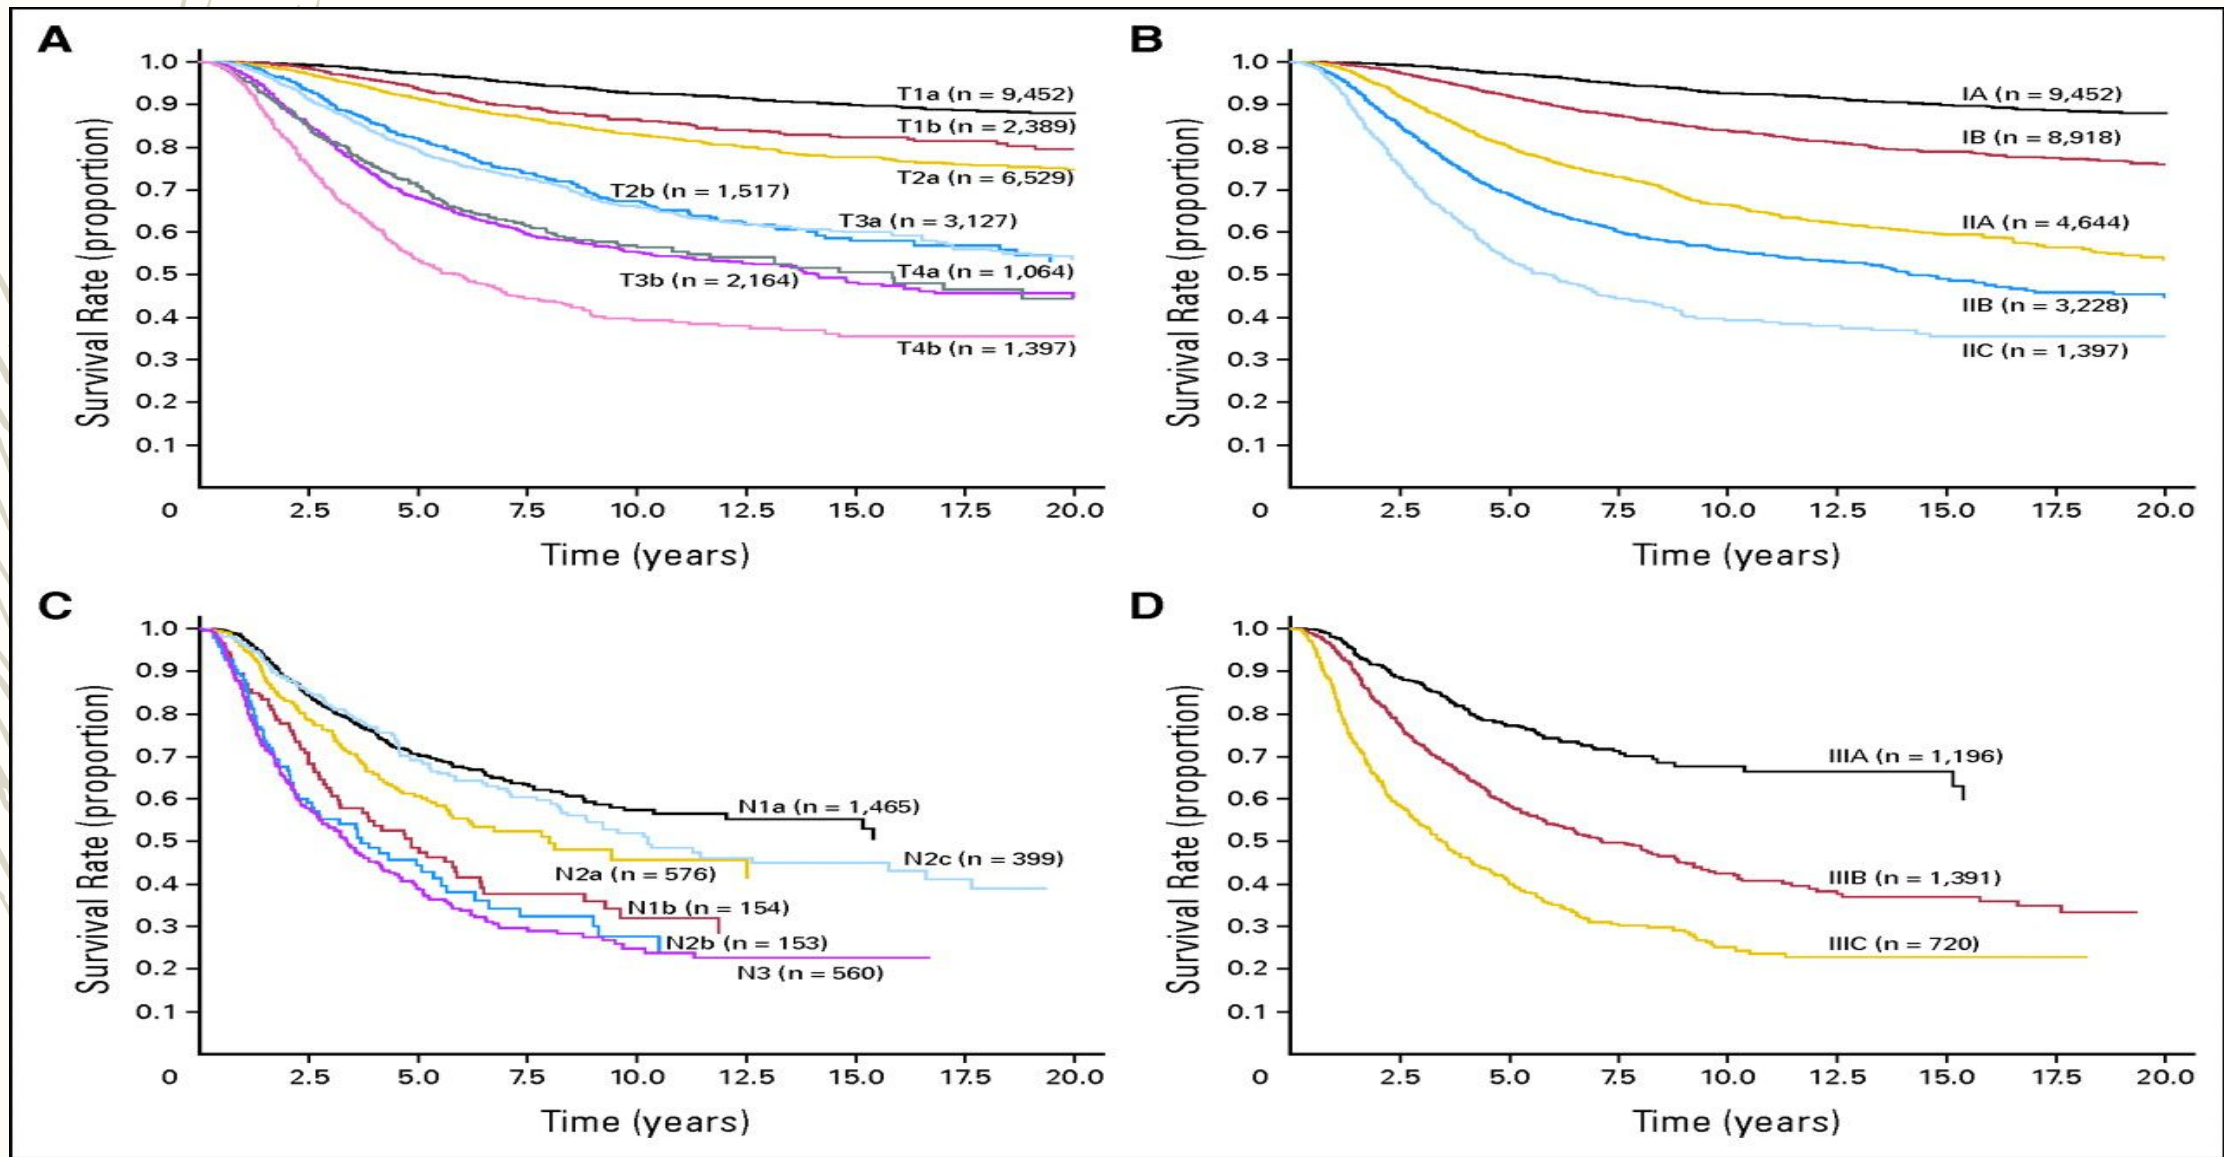 A
Survival Rate (proportion)
1.0
0.9
0.8
0.7
0.6
0.5
0.4
0.3
0.2
0.1
0
T1a (n = 9,452)
T1b (n = 2,389)
T2a (n = 6,529)
T2b (n = 1,517)
T3a (n = 3,127)
T4a (n = 1,064)
T3b (n = 2,164)
T4b (n = 1,397)
2.5 5.0 7.5 10.0 12.5 15.0 17.5 20.0
Time (years)
B
Survival Rate (proportion)
1.0
0.9
0.8
0.7
0.6
0.5
0.4
0.3
0.2
0.1
0
IA (n = 9,452)
IB (n = 8,918)
IIA (n = 4,644)
IIB (n = 3,228)
IIC (n = 1,397)
2.5 5.0 7.5 10.0 12.5 15.0 17.5 20.0
Time (years)
C
Survival Rate (proportion)
1.0
0.9
0.8
0.7
0.6
0.5
0.4
0.3
0.2
0.1
0
N1a (n = 1,465)
N2c (n = 399)
N2a (n = 576)
N1b (n = 154)
N2b (n = 153)
N3 (n = 560)
2.5 5.0 7.5 10.0 12.5 15.0 17.5 20.0
Time (years)
D
Survival Rate (proportion)
1.0
0.9
0.8
0.7
0.6
0.5
0.4
0.3
0.2
0.1
0
IIIA (n = 1,196)
IIIB (n = 1,391)
IIIC (n = 720)
2.5 5.0 7.5 10.0 12.5 15.0 17.5 20.0
Time (years)